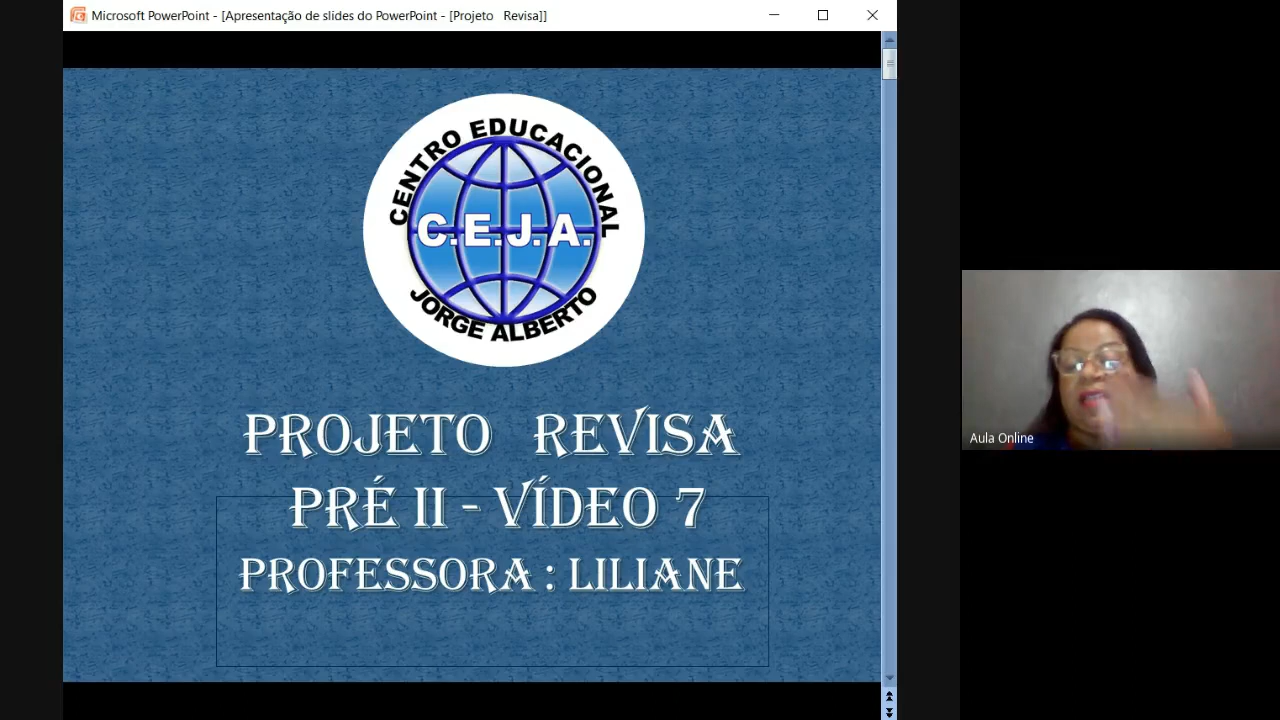 Microsoft PowerPoint - [Apresentação de slides do PowerPoint - [Projeto Revisa]]
CENTRO EDUCACIONAL
C.E.J.A.
JORGE ALBERTO
PROJETO REVISA
PRÉ II - VÍDEO 7
PROFESSORA : LILIANE
Aula Online